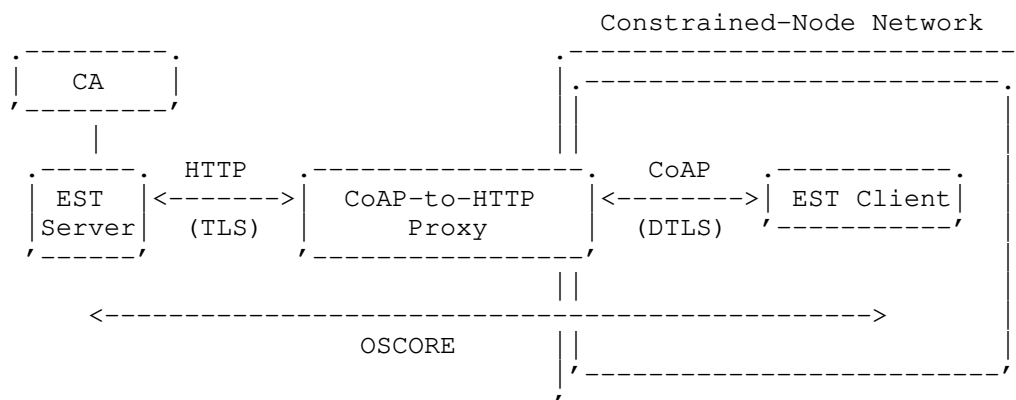 Constrained-Node Network
CA
HTTP CoAP
EST CoAP-to-HTTP EST Client
Server (TLS) Proxy (DTLS)
OSCORE